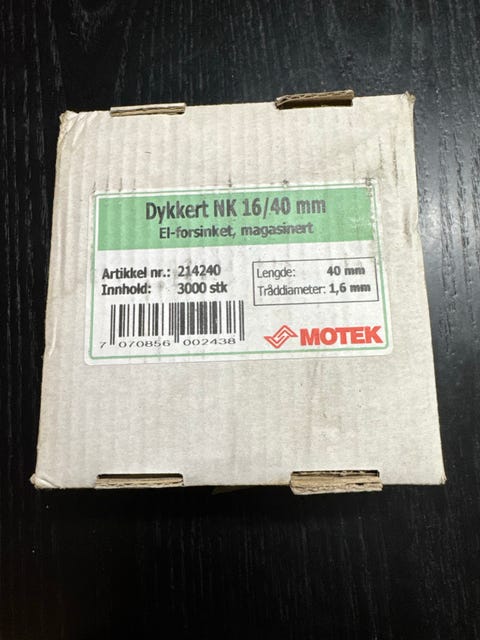 Dykkert NK 16/40 mm
El-forsinket, magasinert
Artikkel nr.: 214240
Innhold: 3000 stk
Lengde: 40 mm
Tråddiameter: 1,6 mm
7 070856 002438
MOTEK